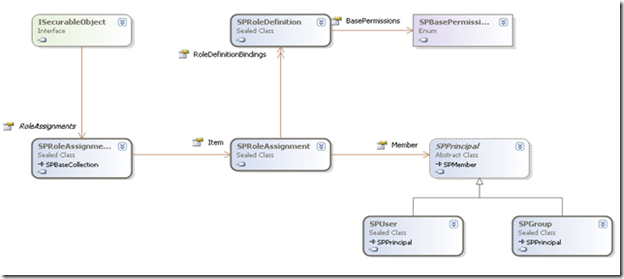 ISecurableObject
Interface
SPRoleDefinition
Sealed Class
BasePermissions
SPBasePermissi...
Enum
RoleDefinitionBindings
RoleAssignments
SPRoleAssignme...
Sealed Class
SPBaseCollection
Item
SPRoleAssignment
Sealed Class
Member
SPPrincipal
Abstract Class
SPMember
SPUser
Sealed Class
SPPrincipal
SPGroup
Sealed Class
SPPrincipal